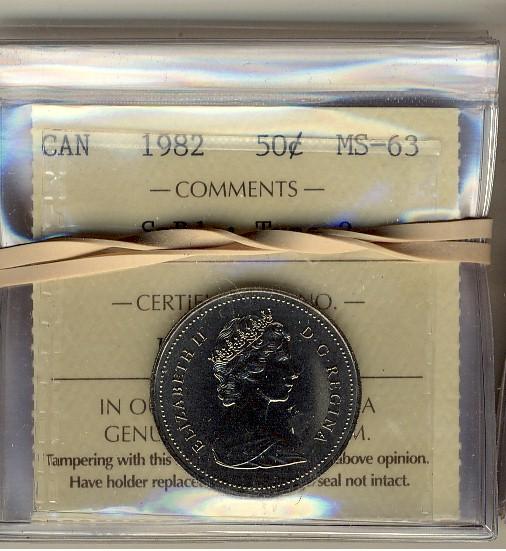 CAN 1982 50¢ MS-63
— COMMENTS —
— CERTIFI NO. —
IN O A
GENU M.
Tampering with this above opinion.
Have holder replace seal not intact.
ELIZABETH II D·G·REGINA